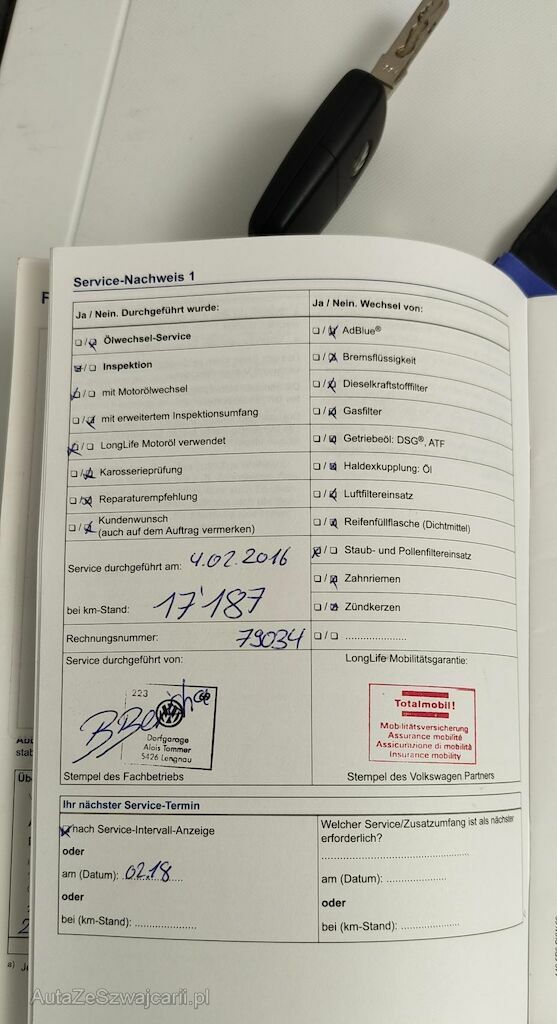 Service-Nachweis 1
Ja / Nein. Durchgeführt wurde:
Ölwechsel-Service
Inspektion
mit Motorölwechsel
mit erweitertem Inspektionsumfang
LongLife Motoröl verwendet
Karosserieprüfung
Reparaturempfehlung
Kundenwunsch
(auch auf dem Auftrag vermerken)
Service durchgeführt am: 4.02.2016
bei km-Stand: 17'187
Rechnungsnummer: 79034
Service durchgeführt von:
223
Dorfgarage
Alois Tommer
5426 Lengnau
Stempel des Fachbetriebs
Ja / Nein. Wechsel von:
AdBlue®
Bremsflüssigkeit
Dieselkraftstofffilter
Gasfilter
Getriebeöl: DSG®, ATF
Haldexkupplung: Öl
Luftfiltereinsatz
Reifenfüllflasche (Dichtmittel)
Staub- und Pollenfiltereinsatz
Zahnriemen
Zündkerzen
....................
LongLife Mobilitätsgarantie:
Totalmobil!
Mobilitätsversicherung
Assurance mobilité
Assicurazione di mobilità
Insurance mobility
Stempel des Volkswagen Partners
Ihr nächster Service-Termin
nach Service-Intervall-Anzeige
oder
am (Datum): 02.18
oder
bei (km-Stand): ....................
Welcher Service/Zusatzumfang ist als nächster
erforderlich?
am (Datum): ....................
oder
bei (km-Stand): ....................
AutaZeSzwajcarii.pl